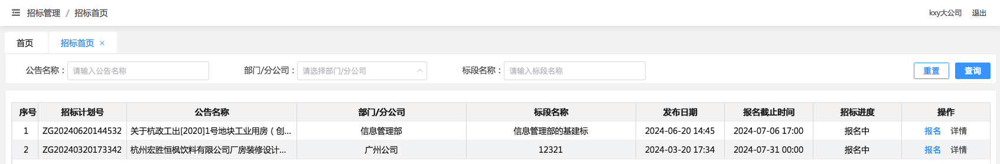 招标管理 / 招标首页 kxy大公司 退出
首页 招标首页 ×
公告名称： 请输入公告名称 部门/分公司： 请选择部门/分公司 标段名称： 请输入标段名称 重置 查询
序号 招标计划号 公告名称 部门/分公司 标段名称 发布日期 报名截止时间 招标进度 操作
1 ZG20240620144532 关于杭政工出[2020]1号地块工业用房（创... 信息管理部 信息管理部的基建标 2024-06-20 14:45 2024-07-06 17:00 报名中 报名 详情
2 ZG20240320173342 杭州宏胜恒枫饮料有限公司厂房装修设计... 广州公司 12321 2024-03-20 17:34 2024-07-31 00:00 报名中 报名 详情